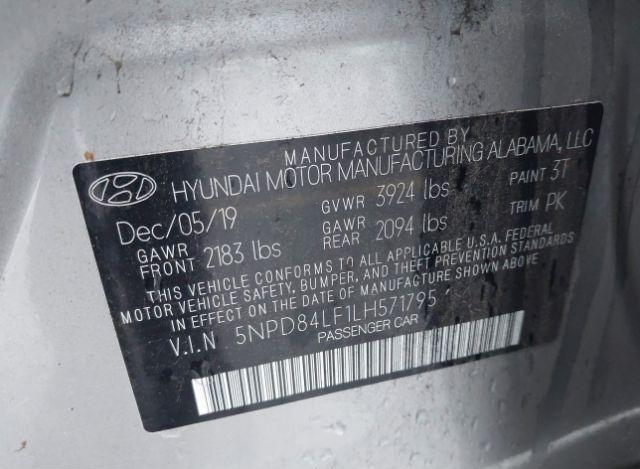 MANUFACTURED BY
HYUNDAI MOTOR MANUFACTURING ALABAMA, LLC
Dec/05/19 GVWR 3924 lbs PAINT 3T
GAWR FRONT 2183 lbs GAWR REAR 2094 lbs TRIM PK
THIS VEHICLE CONFORMS TO ALL APPLICABLE U.S.A. FEDERAL
MOTOR VEHICLE SAFETY, BUMPER, AND THEFT PREVENTION STANDARDS
IN EFFECT ON THE DATE OF MANUFACTURE SHOWN ABOVE
V.I.N 5NPD84LF1LH571795
PASSENGER CAR